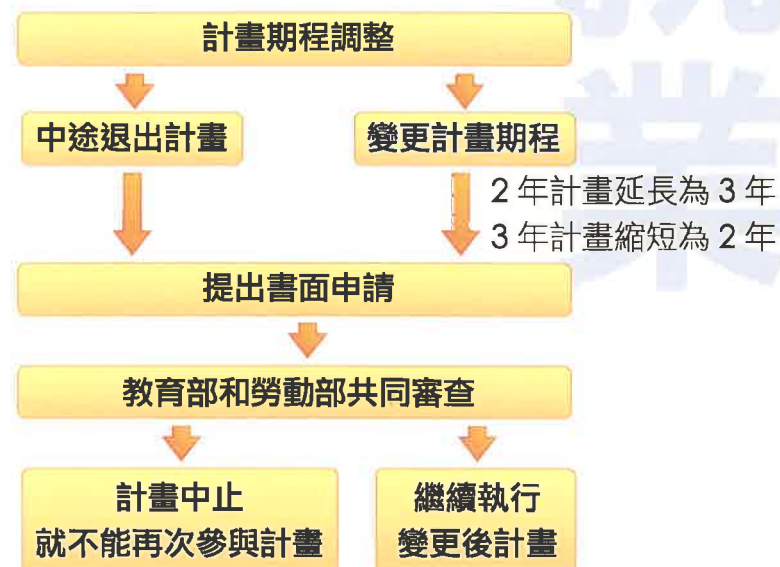 計畫期程調整
中途退出計畫
變更計畫期程
2 年計畫延長為 3 年
3 年計畫縮短為 2 年
提出書面申請
教育部和勞動部共同審查
計畫中止
就不能再次參與計畫
繼續執行
變更後計畫
業